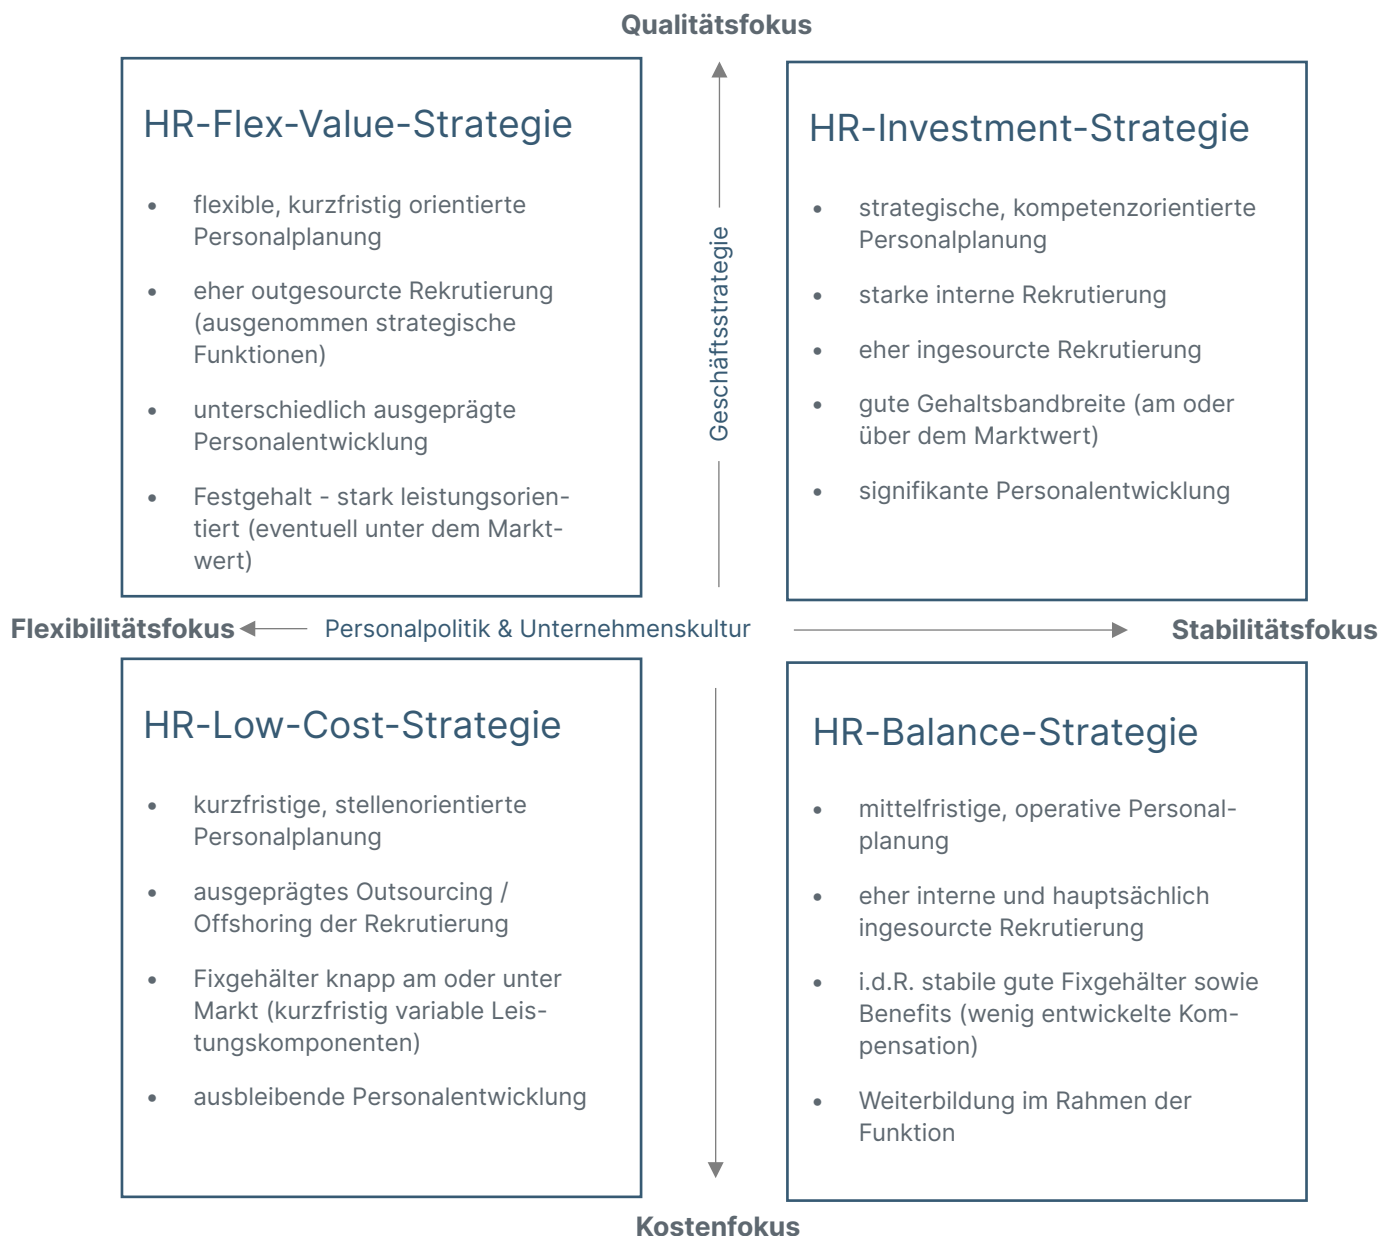 Qualitätsfokus
HR-Flex-Value-Strategie
• flexible, kurzfristig orientierte
Personalplanung
• eher outgesourcte Rekrutierung
(ausgenommen strategische
Funktionen)
• unterschiedlich ausgeprägte
Personalentwicklung
• Festgehalt - stark leistungsorien-
tiert (eventuell unter dem Markt-
wert)
Geschäftsstrategie
HR-Investment-Strategie
• strategische, kompetenzorientierte
Personalplanung
• starke interne Rekrutierung
• eher ingesourcte Rekrutierung
• gute Gehaltsbandbreite (am oder
über dem Marktwert)
• signifikante Personalentwicklung
Flexibilitätsfokus
Personalpolitik & Unternehmenskultur
Stabilitätsfokus
HR-Low-Cost-Strategie
• kurzfristige, stellenorientierte
Personalplanung
• ausgeprägtes Outsourcing /
Offshoring der Rekrutierung
• Fixgehälter knapp am oder unter
Markt (kurzfristig variable Leis-
tungskomponenten)
• ausbleibende Personalentwicklung
HR-Balance-Strategie
• mittelfristige, operative Personal-
planung
• eher interne und hauptsächlich
ingesourcte Rekrutierung
• i.d.R. stabile gute Fixgehälter sowie
Benefits (wenig entwickelte Kom-
pensation)
• Weiterbildung im Rahmen der
Funktion
Kostenfokus